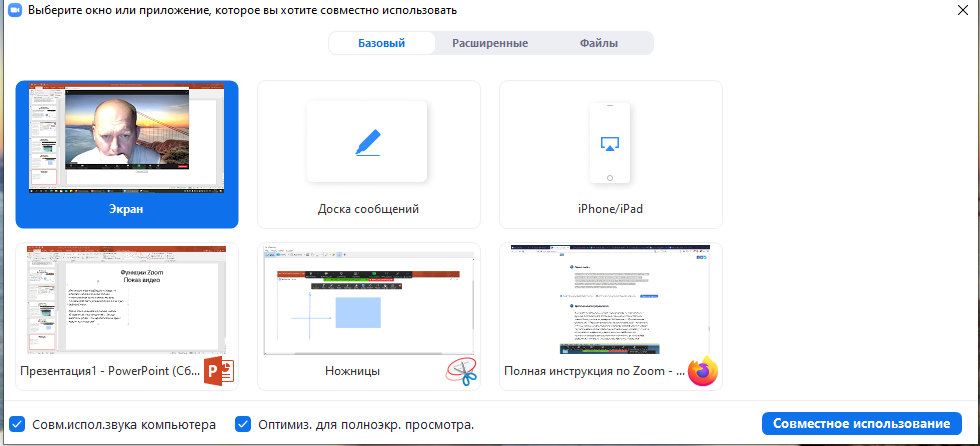 Выберите окно или приложение, которое вы хотите совместно использовать
Базовый
Расширенные
Файлы
Экран
Доска сообщений
iPhone/iPad
Функции Zoom
Показ видео
Презентация1 - PowerPoint (Сб...
Ножницы
Полная инструкция по Zoom - ...
Совм.испол.звука компьютера
Оптимиз. для полноэкр. просмотра.
Совместное использование